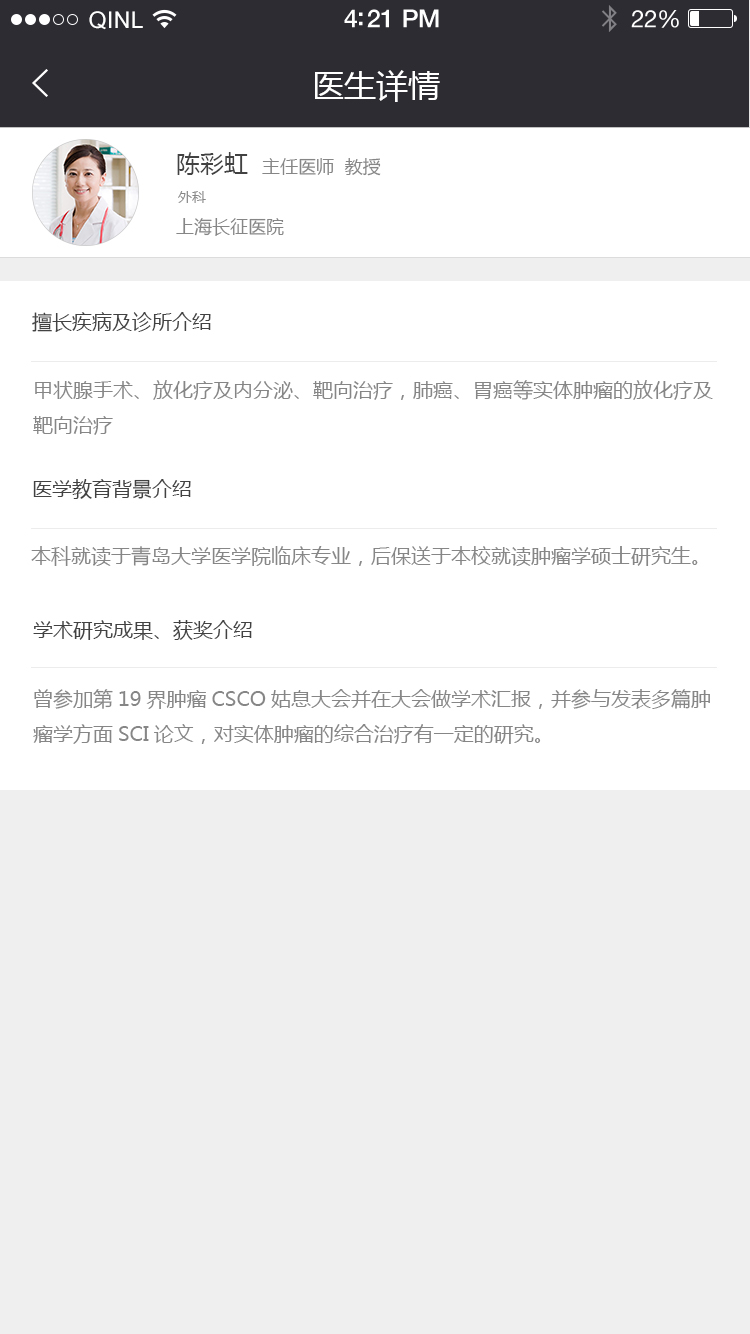 QINL 4:21 PM 22%
医生详情
陈彩虹 主任医师 教授
外科
上海长征医院
擅长疾病及诊所介绍
甲状腺手术、放化疗及内分泌、靶向治疗，肺癌、胃癌等实体肿瘤的放化疗及
靶向治疗
医学教育背景介绍
本科就读于青岛大学医学院临床专业，后保送于本校就读肿瘤学硕士研究生。
学术研究成果、获奖介绍
曾参加第 19 界肿瘤 CSCO 姑息大会并在大会做学术汇报，并参与发表多篇肿
瘤学方面 SCI 论文，对实体肿瘤的综合治疗有一定的研究。